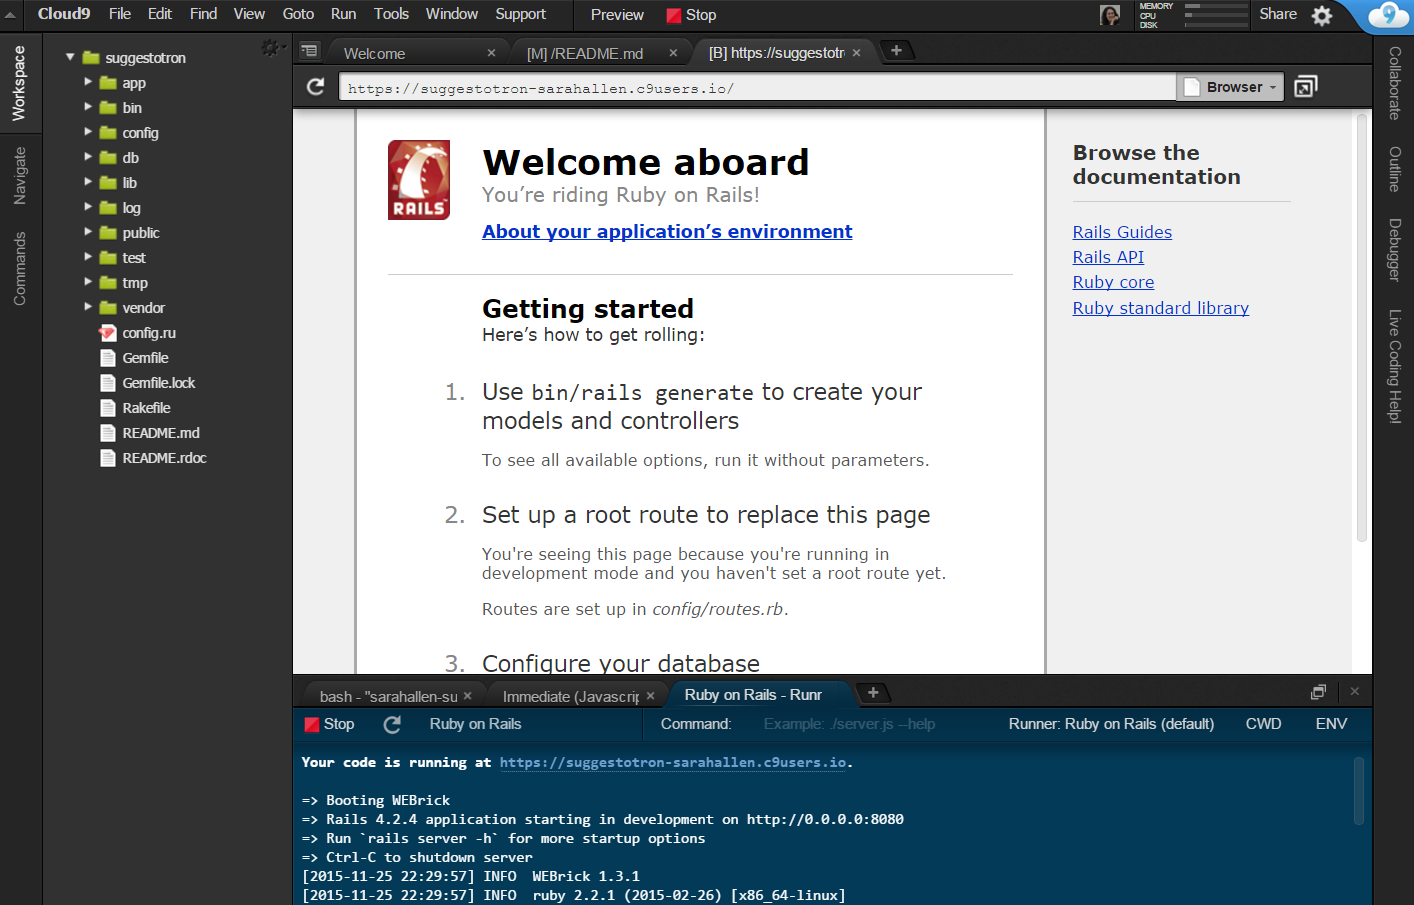 Cloud9 File Edit Find View Goto Run Tools Window Support Preview Stop
MEMORY
CPU
DISK
Share
9
Workspace
Navigate
Commands
suggestotron
app
bin
config
db
lib
log
public
test
tmp
vendor
config.ru
Gemfile
Gemfile.lock
Rakefile
README.md
README.rdoc
Welcome × [M] /README.md × [B] https://suggestotr × +
https://suggestotron-sarahallen.c9users.io/
Browser
RAILS
Welcome aboard
You’re riding Ruby on Rails!
About your application’s environment
Getting started
Here’s how to get rolling:
1. Use bin/rails generate to create your
models and controllers
To see all available options, run it without parameters.
2. Set up a root route to replace this page
You're seeing this page because you're running in
development mode and you haven't set a root route yet.
Routes are set up in config/routes.rb.
3. Configure your database
Browse the
documentation
Rails Guides
Rails API
Ruby core
Ruby standard library
Collaborate
Outline
Debugger
Live Coding Help!
bash - "sarahallen-su × Immediate (Javascrip × Ruby on Rails - Runr + ×
Stop Ruby on Rails Command: Example: ./server.js --help Runner: Ruby on Rails (default) CWD ENV
Your code is running at https://suggestotron-sarahallen.c9users.io.
=> Booting WEBrick
=> Rails 4.2.4 application starting in development on http://0.0.0.0:8080
=> Run `rails server -h` for more startup options
=> Ctrl-C to shutdown server
[2015-11-25 22:29:57] INFO  WEBrick 1.3.1
[2015-11-25 22:29:57] INFO  ruby 2.2.1 (2015-02-26) [x86_64-linux]